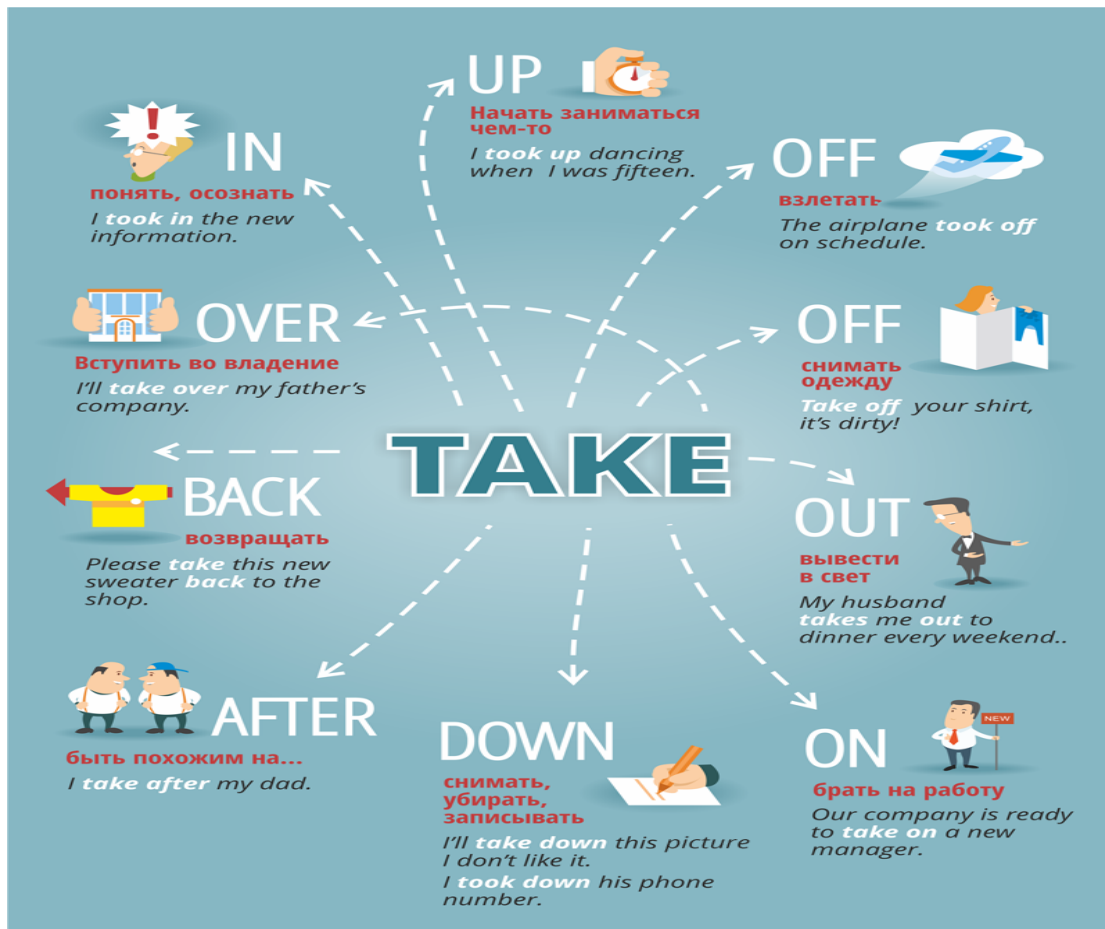 UP
Начать заниматься
чем-то
I took up dancing
when I was fifteen.
IN
понять, осознать
I took in the new
information.
OFF
взлетать
The airplane took off
on schedule.
OVER
Вступить во владение
I'll take over my father's
company.
OFF
снимать
одежду
Take off your shirt,
it's dirty!
TAKE
BACK
возвращать
Please take this new
sweater back to the
shop.
OUT
вывести
в свет
My husband
takes me out to
dinner every weekend..
AFTER
быть похожим на...
I take after my dad.
DOWN
снимать,
убирать,
записывать
I'll take down this picture
I don't like it.
I took down his phone
number.
NEW
ON
брать на работу
Our company is ready
to take on a new
manager.